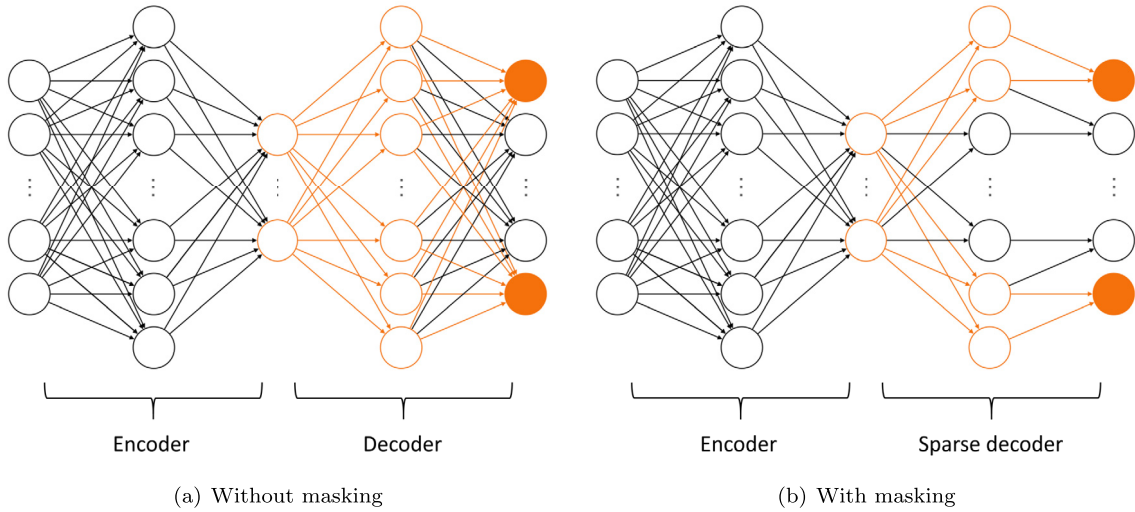 Encoder
Decoder
Encoder
Sparse decoder
(a) Without masking
(b) With masking